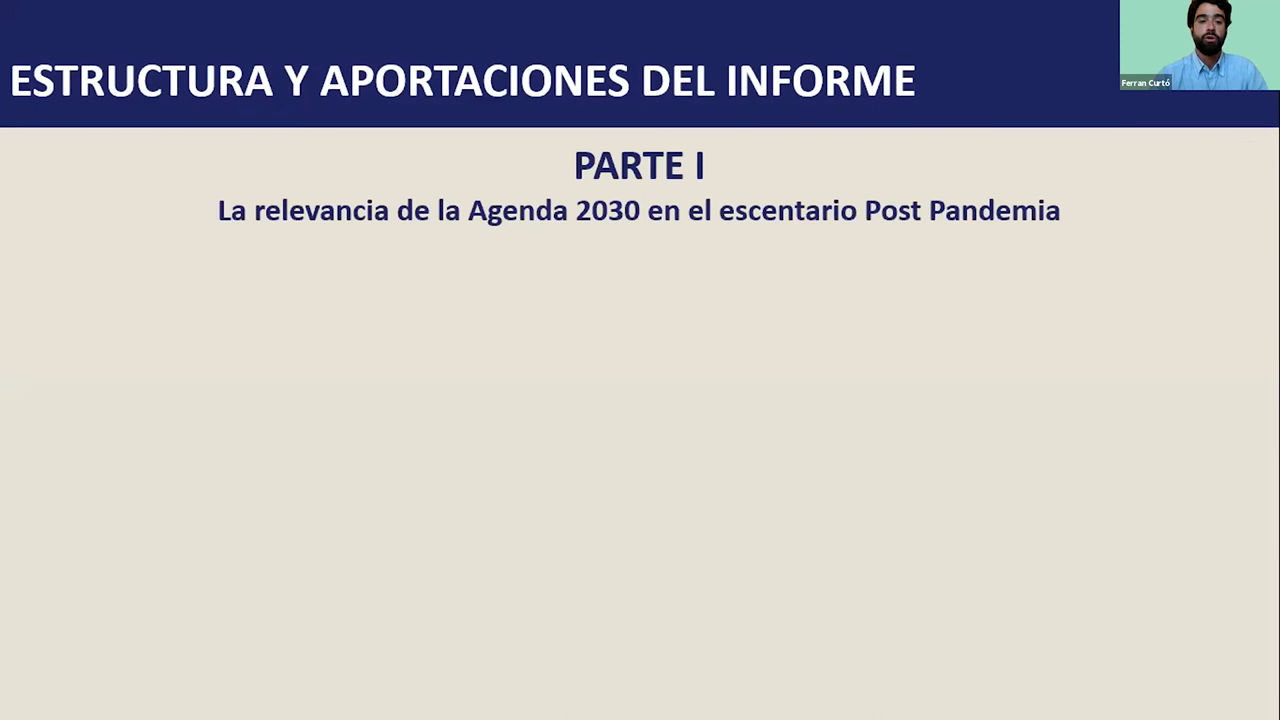 ESTRUCTURA Y APORTACIONES DEL INFORME
Ferran Curtó
PARTE I
La relevancia de la Agenda 2030 en el escentario Post Pandemia